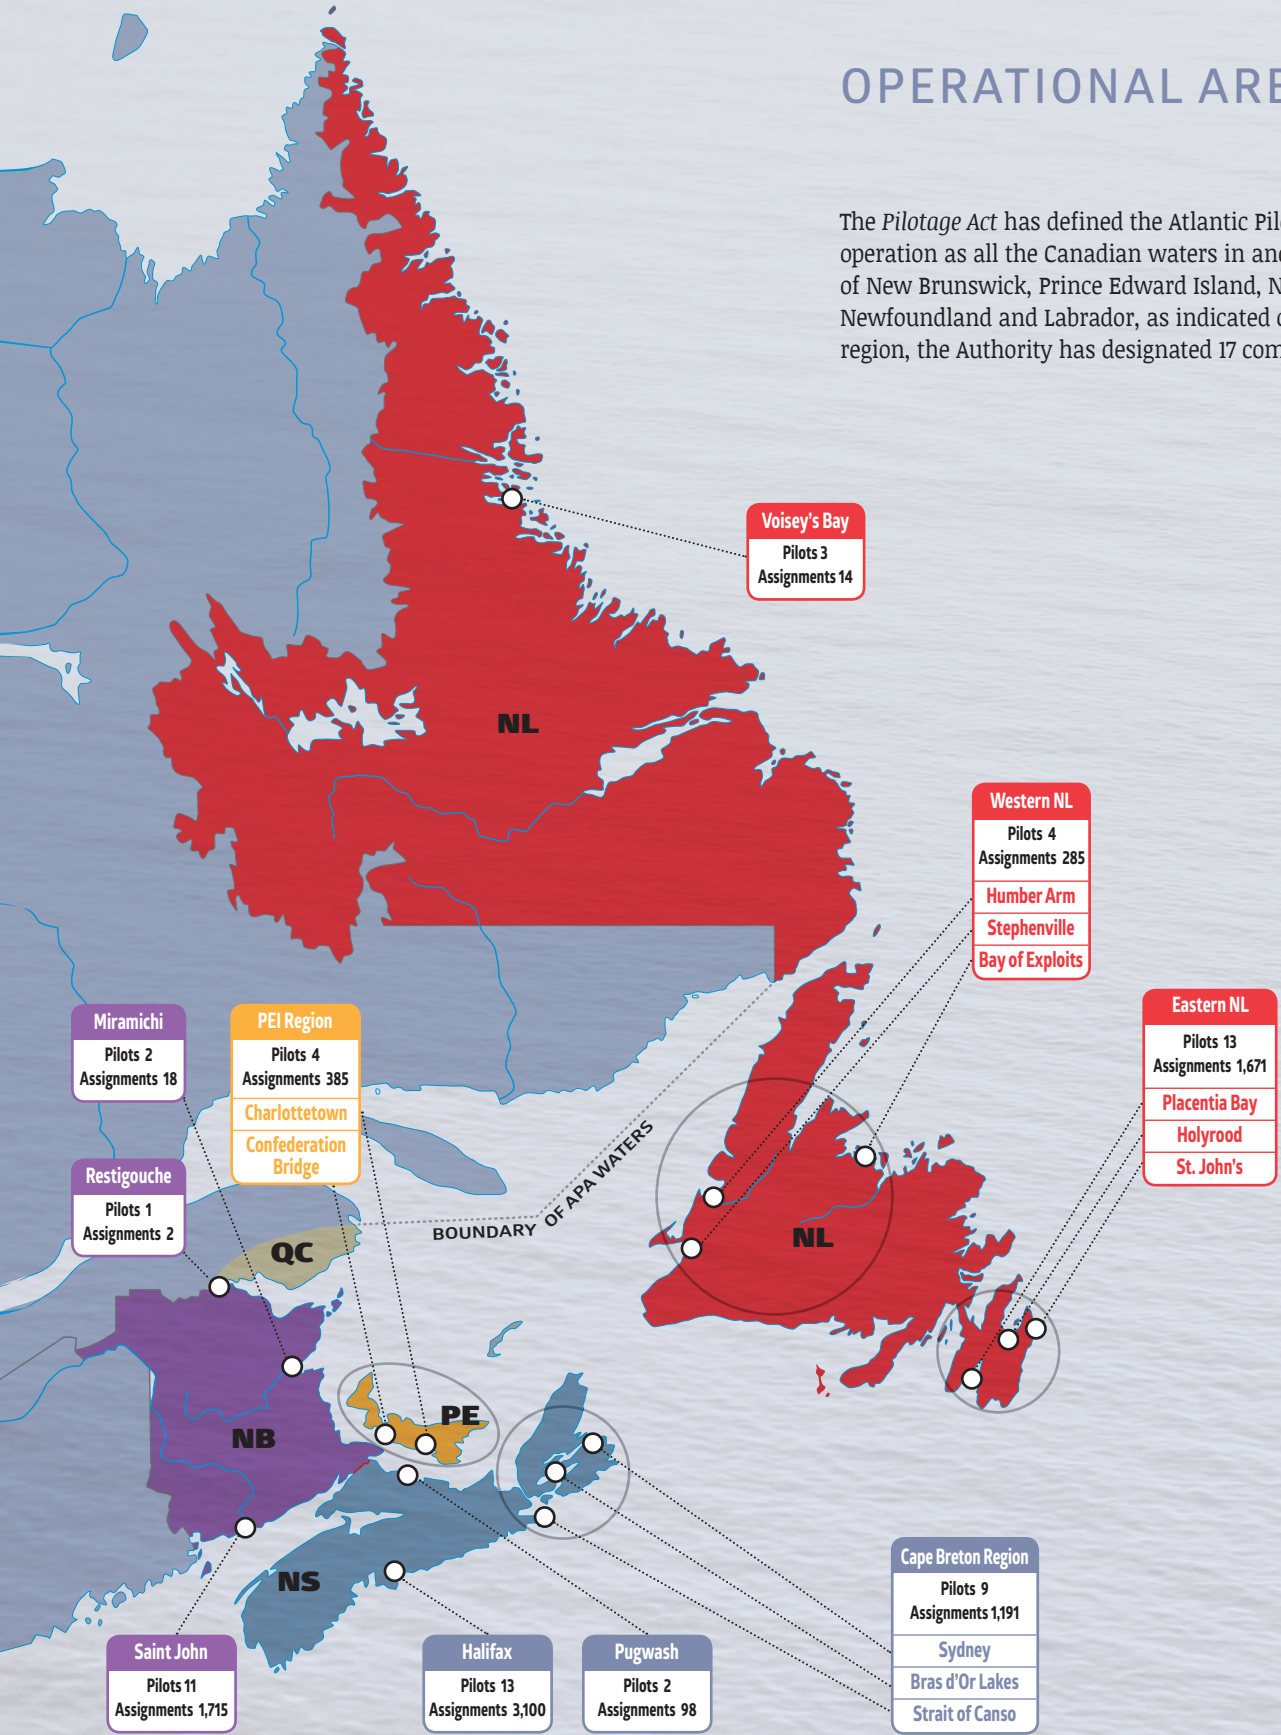 OPERATIONAL ARE
The Pilotage Act has defined the Atlantic Pil
operation as all the Canadian waters in and
of New Brunswick, Prince Edward Island, N
Newfoundland and Labrador, as indicated
region, the Authority has designated 17 com
Voisey's Bay
Pilots 3
Assignments 14
NL
Western NL
Pilots 4
Assignments 285
Humber Arm
Stephenville
Bay of Exploits
Eastern NL
Pilots 13
Assignments 1,671
Placentia Bay
Holyrood
St. John's
Miramichi
Pilots 2
Assignments 18
PEI Region
Pilots 4
Assignments 385
Charlottetown
Confederation
Bridge
Restigouche
Pilots 1
Assignments 2
BOUNDARY OF APA WATERS
QC
NL
NB
PE
NS
Cape Breton Region
Pilots 9
Assignments 1,191
Sydney
Bras d'Or Lakes
Strait of Canso
Saint John
Pilots 11
Assignments 1,715
Halifax
Pilots 13
Assignments 3,100
Pugwash
Pilots 2
Assignments 98